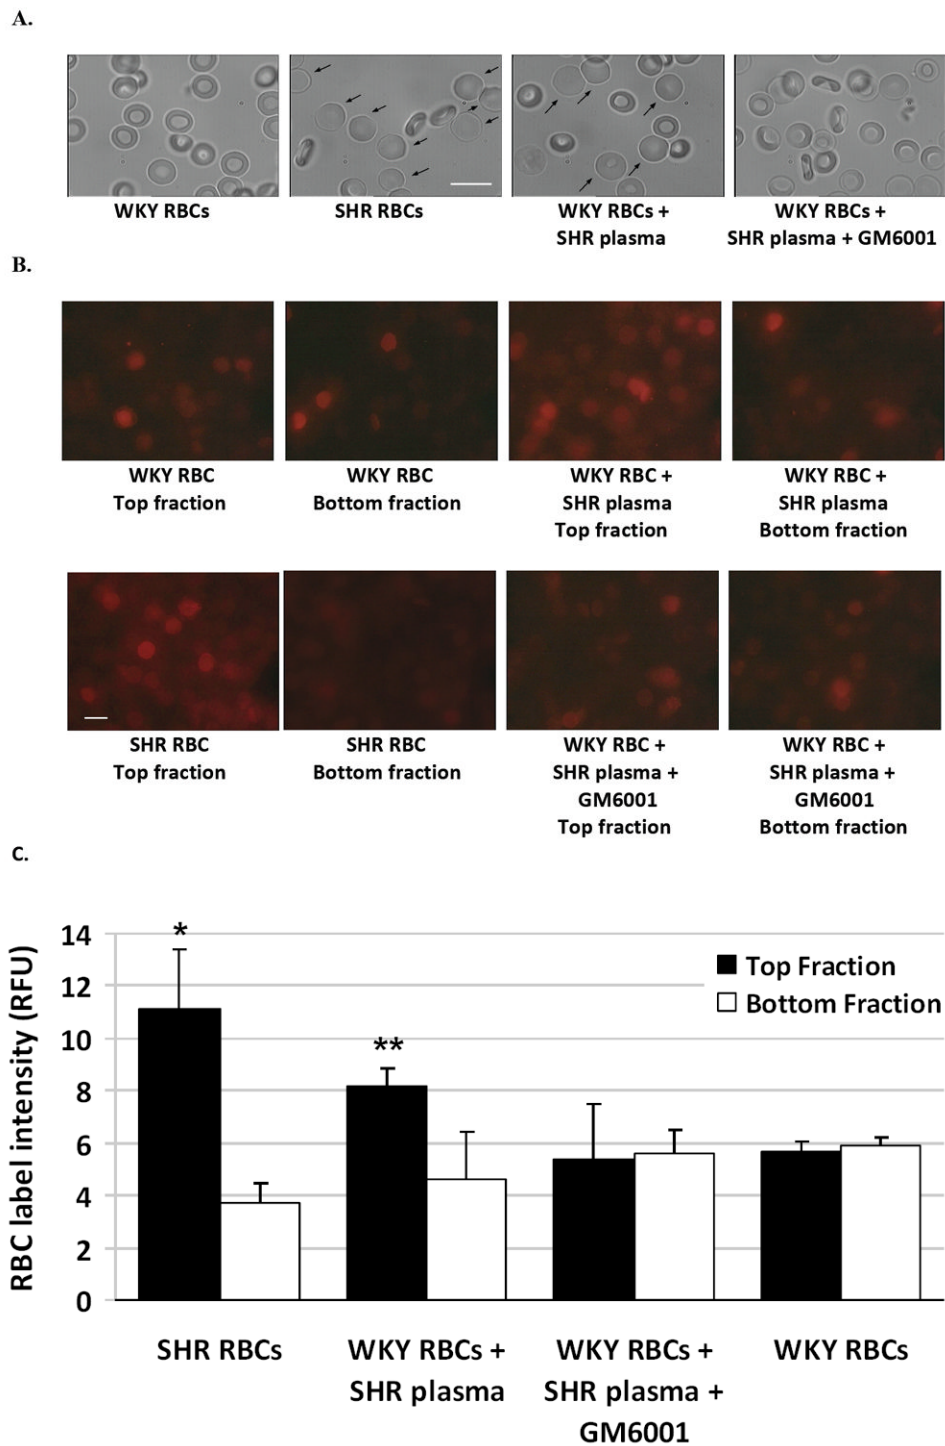 A.
WKY RBCs
SHR RBCs
WKY RBCs +
SHR plasma
WKY RBCs +
SHR plasma + GM6001
B.
WKY RBC
Top fraction
WKY RBC
Bottom fraction
WKY RBC +
SHR plasma
Top fraction
WKY RBC +
SHR plasma
Bottom fraction
SHR RBC
Top fraction
SHR RBC
Bottom fraction
WKY RBC +
SHR plasma +
GM6001
Top fraction
WKY RBC +
SHR plasma +
GM6001
Bottom fraction
C.
RBC label intensity (RFU)
14
12
10
8
6
4
2
0
*
**
Top Fraction
Bottom Fraction
SHR RBCs
WKY RBCs +
SHR plasma
WKY RBCs +
SHR plasma +
GM6001
WKY RBCs